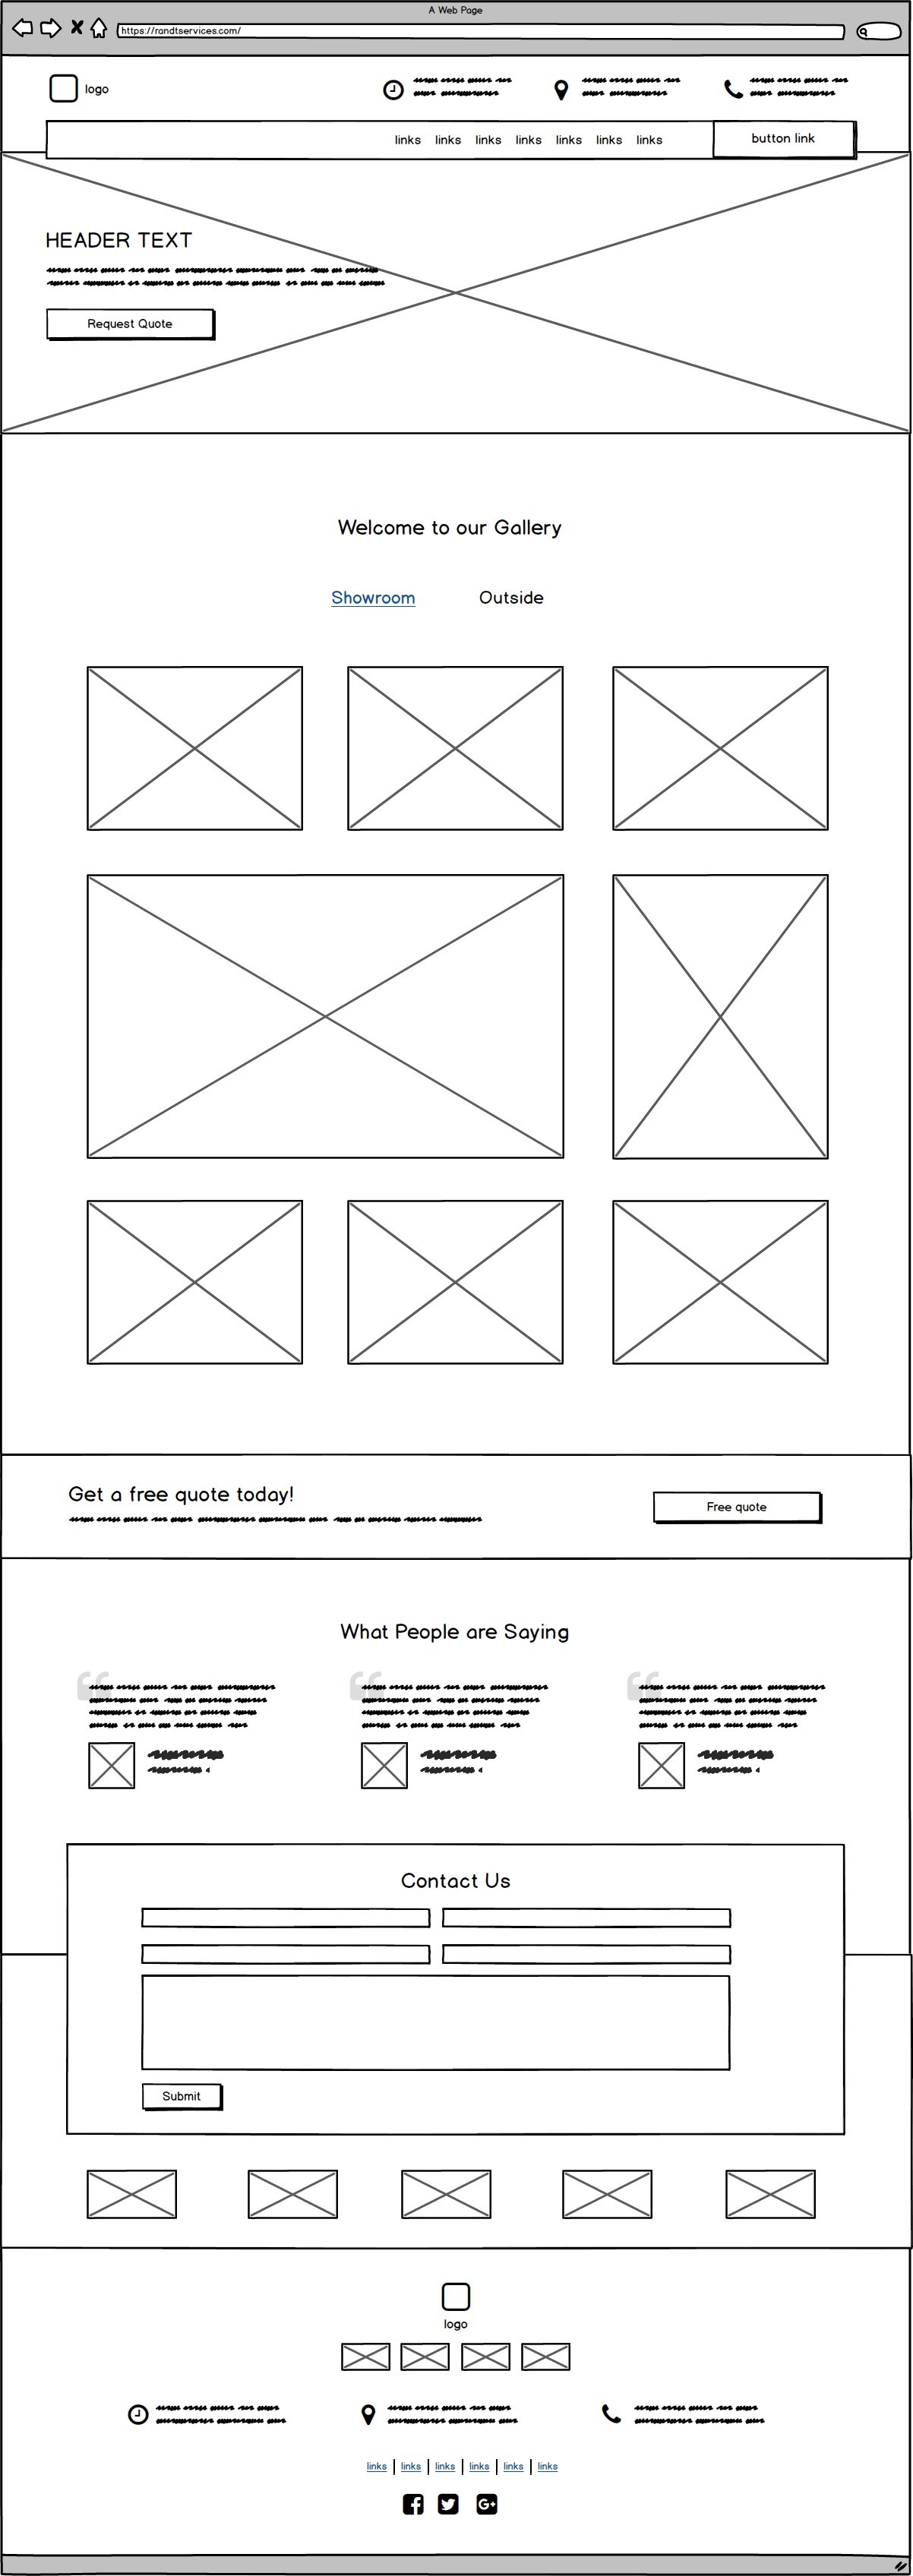 A Web Page
https://randtservices.com/
logo
links links links links links links links button link
HEADER TEXT
Request Quote
Welcome to our Gallery
Showroom Outside
Get a free quote today!
Free quote
What People are Saying
Contact Us
Submit
logo
links links links links links links